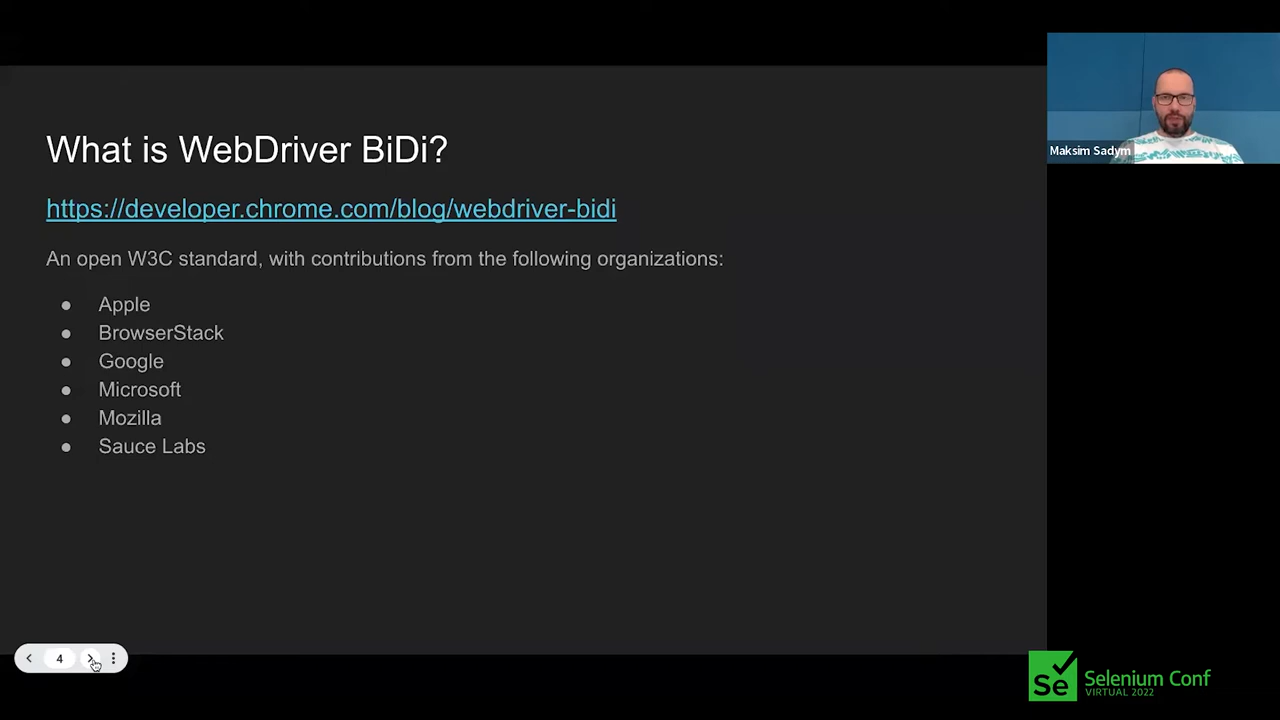 What is WebDriver BiDi?
https://developer.chrome.com/blog/webdriver-bidi
An open W3C standard, with contributions from the following organizations:
● Apple
● BrowserStack
● Google
● Microsoft
● Mozilla
● Sauce Labs
4
Maksim Sadym
Se
Selenium Conf
VIRTUAL 2022